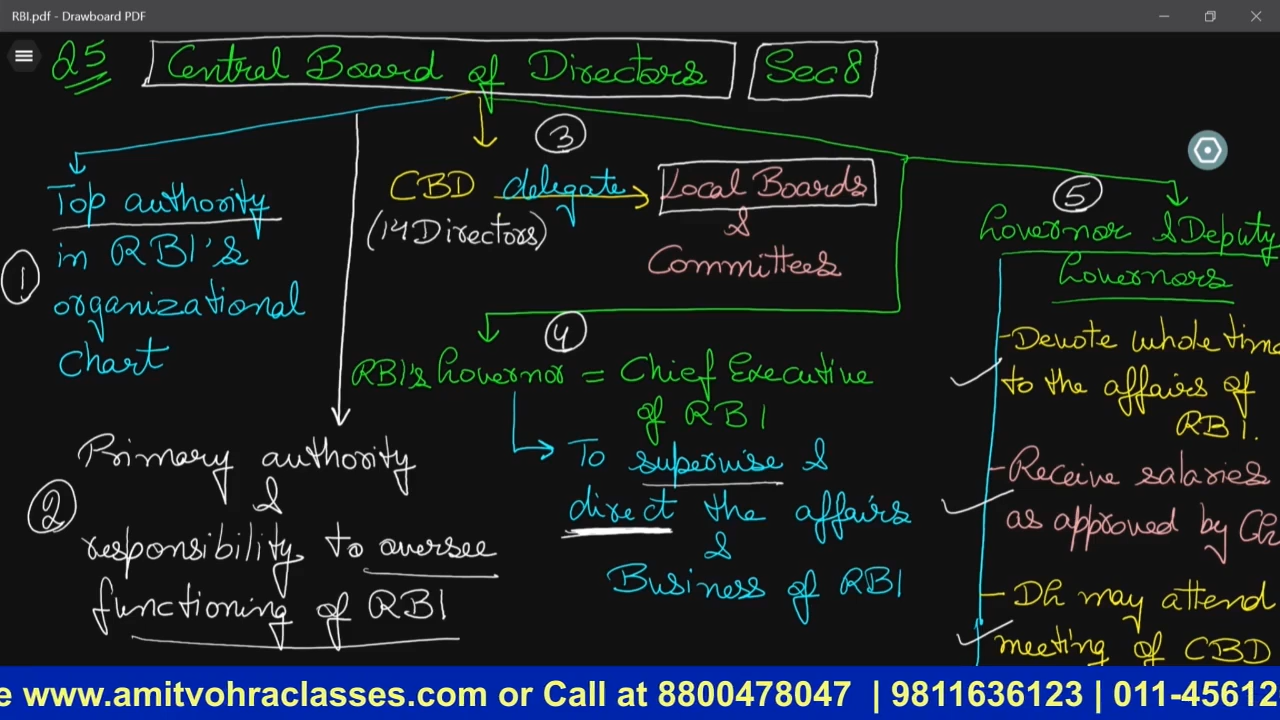 RBI.pdf - Drawboard PDF
25 Central Board of Directors Sec 8
①
Top authority
in RBI's
organizational
chart
②
Primary authority
&
responsibility to oversee
functioning of RBI
③
CBD delegate Local Boards
(14 Directors)
&
Committees
④
RBI's Governor = Chief Executive
of RBI
To supervise &
direct the affairs
&
Business of RBI
⑤
Governor & Deputy
Governors
- Devote whole time
to the affairs of
RBI.
- Receive salaries
as approved by
- DG may attend
meeting of CBD
e www.amitvohraclasses.com or Call at 8800478047 | 9811636123 | 011-45612